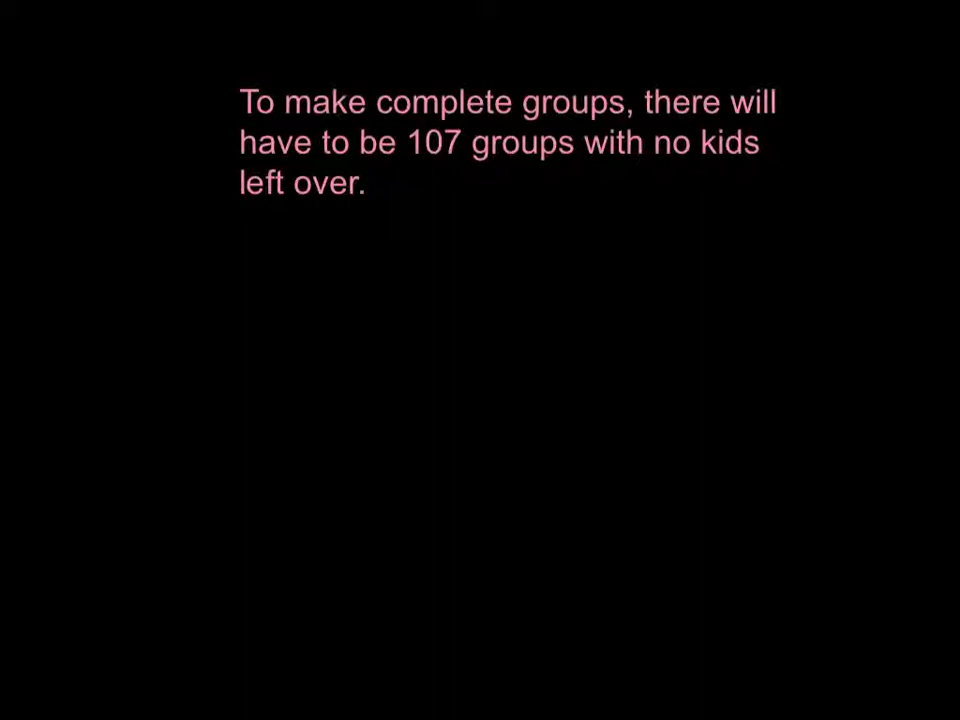 To make complete groups, there will
have to be 107 groups with no kids
left over.